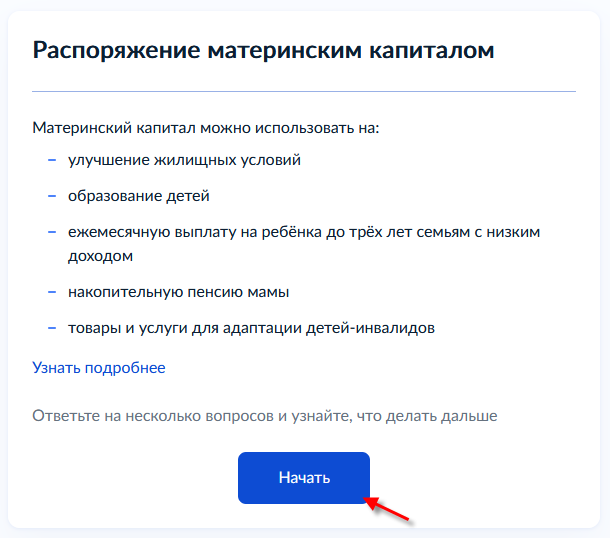 Распоряжение материнским капиталом
Материнский капитал можно использовать на:
– улучшение жилищных условий
– образование детей
– ежемесячную выплату на ребёнка до трёх лет семьям с низким
доходом
– накопительную пенсию мамы
– товары и услуги для адаптации детей-инвалидов
Узнать подробнее
Ответьте на несколько вопросов и узнайте, что делать дальше
Начать